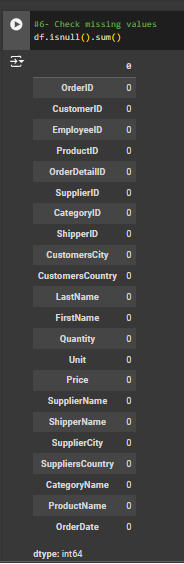 #6- Check missing values
df.isnull().sum()
0
OrderID 0
CustomerID 0
EmployeeID 0
ProductID 0
OrderDetailID 0
SupplierID 0
CategoryID 0
ShipperID 0
CustomersCity 0
CustomersCountry 0
LastName 0
FirstName 0
Quantity 0
Unit 0
Price 0
SupplierName 0
ShipperName 0
SupplierCity 0
SuppliersCountry 0
CategoryName 0
ProductName 0
OrderDate 0
dtype: int64